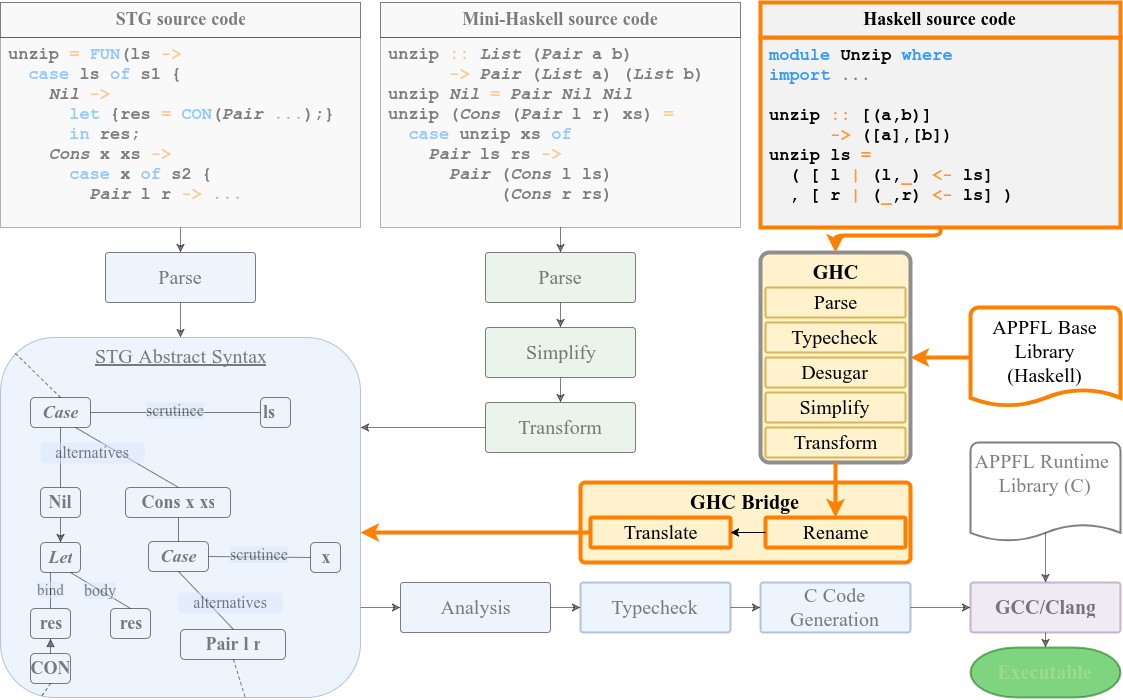 STG source code
unzip = FUN(ls ->
case ls of s1 {
Nil ->
let {res = CON(Pair ...);}
in res;
Cons x xs ->
case x of s2 {
Pair l r -> ...
Mini-Haskell source code
unzip :: List (Pair a b)
-> Pair (List a) (List b)
unzip Nil = Pair Nil Nil
unzip (Cons (Pair l r) xs) =
case unzip xs of
Pair ls rs ->
Pair (Cons l ls)
(Cons r rs)
Haskell source code
module Unzip where
import ...
unzip :: [(a,b)]
-> ([a],[b])
unzip ls =
( [ l | (l,_) <- ls]
, [ r | (_,r) <- ls] )
Parse
Parse
Simplify
Transform
GHC
Parse
Typecheck
Desugar
Simplify
Transform
APPFL Base
Library
(Haskell)
STG Abstract Syntax
Case
scrutinee
ls
alternatives
Nil
Cons x xs
Let
Case
scrutinee
x
bind
body
alternatives
res
res
Pair l r
CON
GHC Bridge
Translate
Rename
APPFL Runtime
Library (C)
Analysis
Typecheck
C Code
Generation
GCC/Clang
Executable